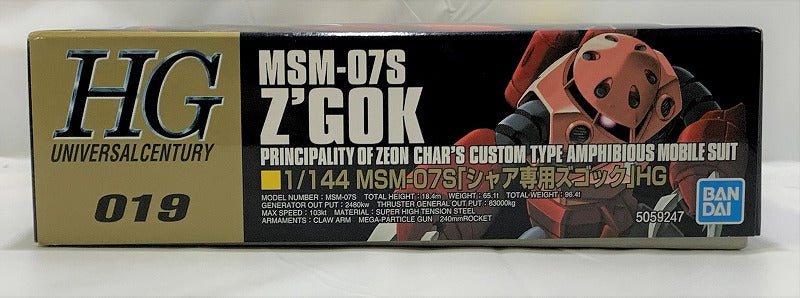 HG
UNIVERSALCENTURY
019
MSM-07S
Z'GOK
PRINCIPALITY OF ZEON CHAR'S CUSTOM TYPE AMPHIBIOUS MOBILE SUIT
1/144 MSM-07S「シャア専用ズゴック」HG
MODEL NUMBER : MSM-07S TOTAL HEIGHT : 18.4m WEIGHT : 65.1t TOTAL-WEIGHT : 96.4t
GENERATOR OUT PUT : 2480kw THRUSTER GENERAL OUT PUT : 83000kg
MAX SPEED : 103kt MATERIAL : SUPER HIGH TENSION STEEL
ARMAMENTS : CLAW ARM MEGA-PARTICLE GUN 240mmROCKET
BAN
DAI
5059247